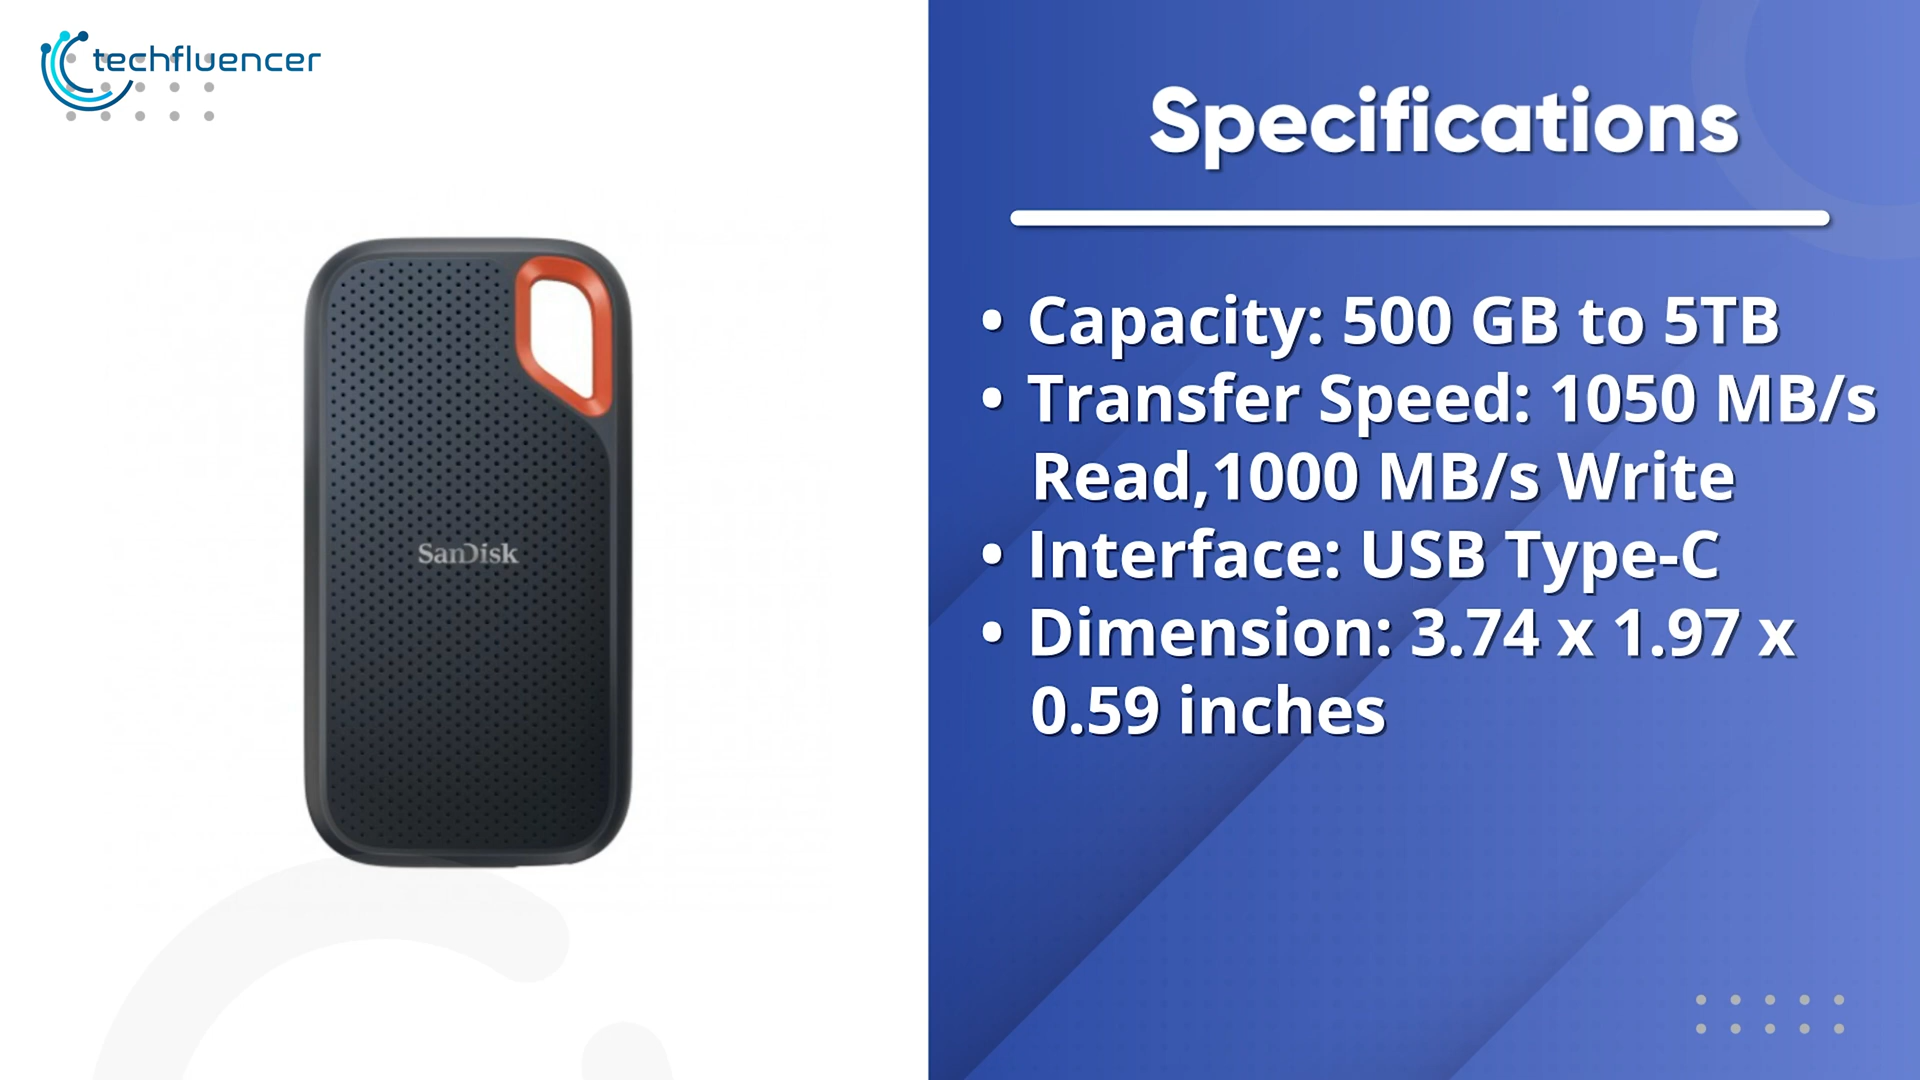 techfluencer
Specifications
• Capacity: 500 GB to 5TB
• Transfer Speed: 1050 MB/s
Read,1000 MB/s Write
• Interface: USB Type-C
• Dimension: 3.74 x 1.97 x
0.59 inches
SanDisk